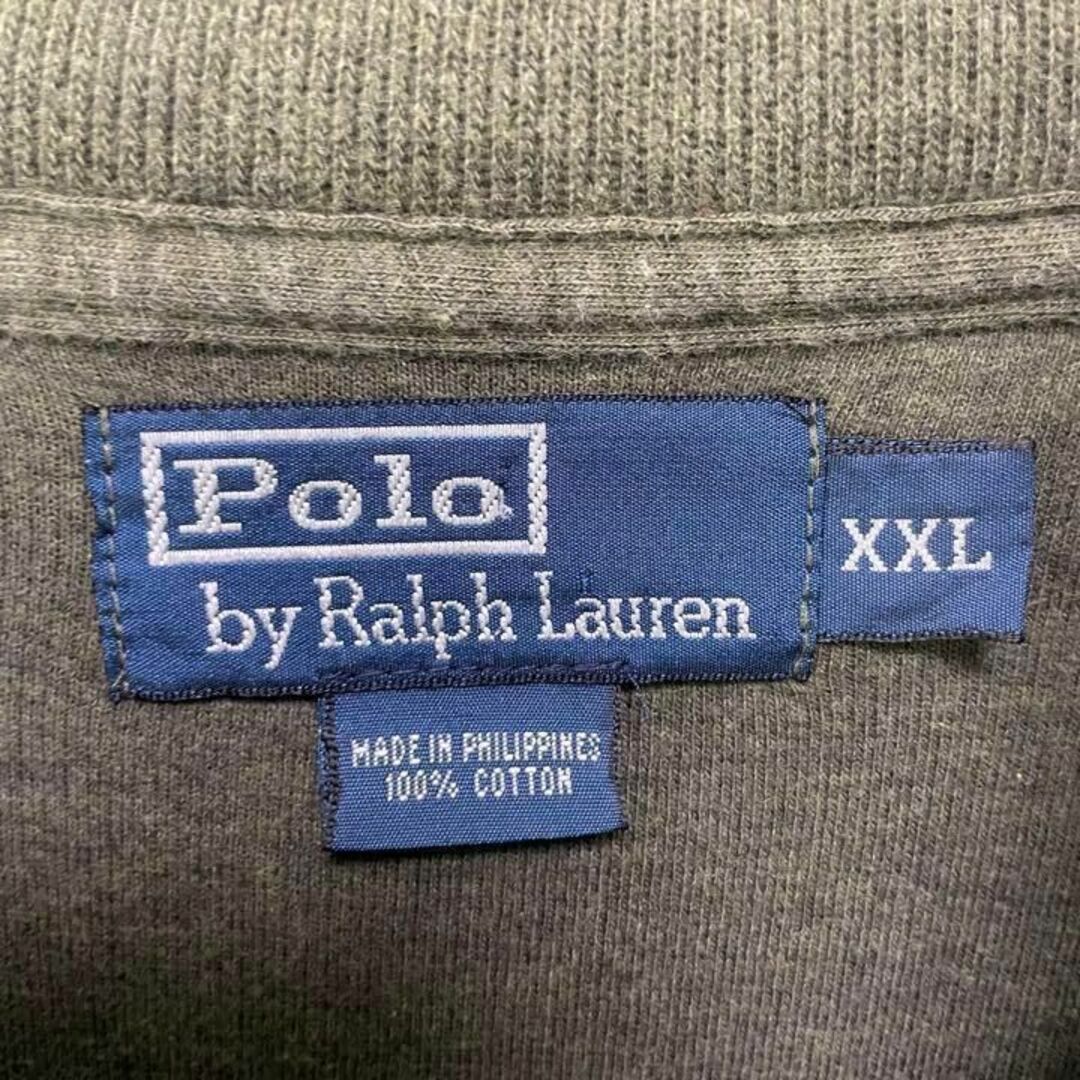 Polo
by Ralph Lauren
XXL
MADE IN PHILIPPINES
100% COTTON